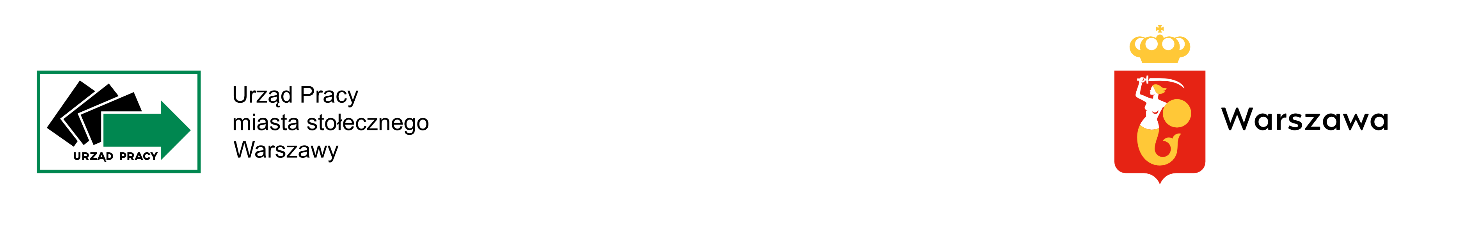 URZĄD PRACY
Urząd Pracy
miasta stołecznego
Warszawy
Warszawa